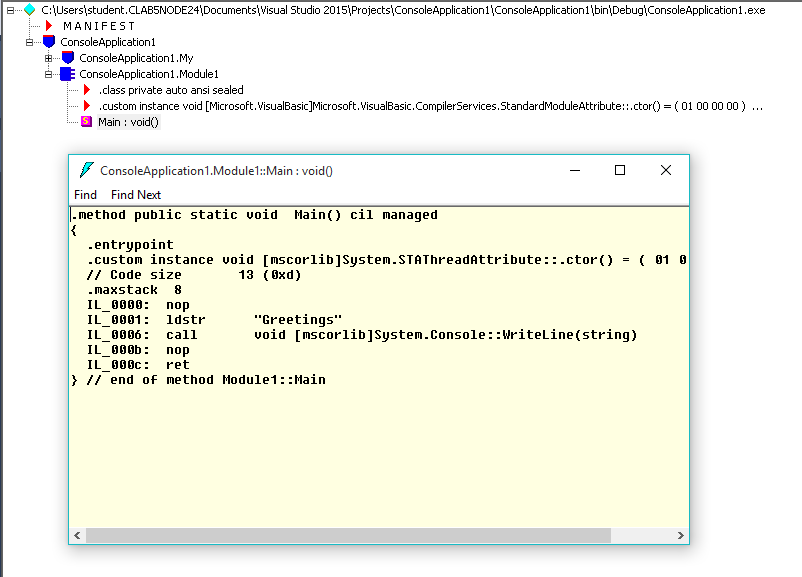 C:\Users\student.CLAB5NODE24\Documents\Visual Studio 2015\Projects\ConsoleApplication1\ConsoleApplication1\bin\Debug\ConsoleApplication1.exe
M A N I F E S T
ConsoleApplication1
ConsoleApplication1.My
ConsoleApplication1.Module1
.class private auto ansi sealed
.custom instance void [Microsoft.VisualBasic]Microsoft.VisualBasic.CompilerServices.StandardModuleAttribute::.ctor() = ( 01 00 00 00 ) ...
S Main : void()
ConsoleApplication1.Module1::Main : void()
Find Find Next
.method public static void  Main() cil managed
{
  .entrypoint
  .custom instance void [mscorlib]System.STAThreadAttribute::.ctor() = ( 01 0
  // Code size       13 (0xd)
  .maxstack  8
  IL_0000:  nop
  IL_0001:  ldstr      "Greetings"
  IL_0006:  call       void [mscorlib]System.Console::WriteLine(string)
  IL_000b:  nop
  IL_000c:  ret
} // end of method Module1::Main